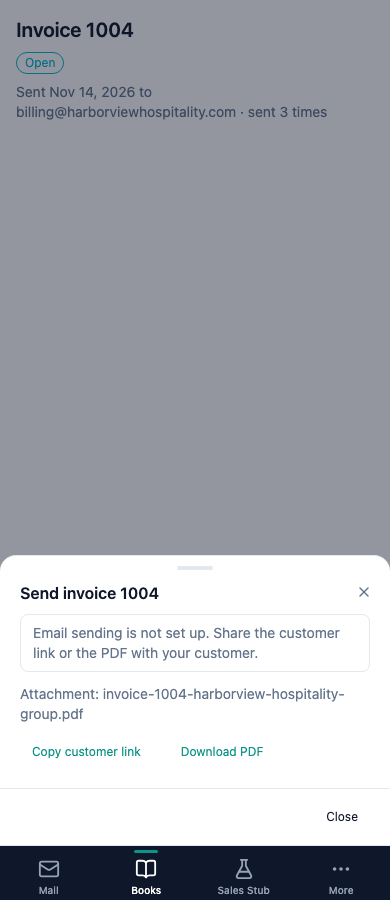 Invoice 1004
Open
Sent Nov 14, 2026 to
billing@harborviewhospitality.com · sent 3 times
Send invoice 1004
Email sending is not set up. Share the customer
link or the PDF with your customer.
Attachment: invoice-1004-harborview-hospitality-
group.pdf
Copy customer link
Download PDF
Close
Mail
Books
Sales Stub
More